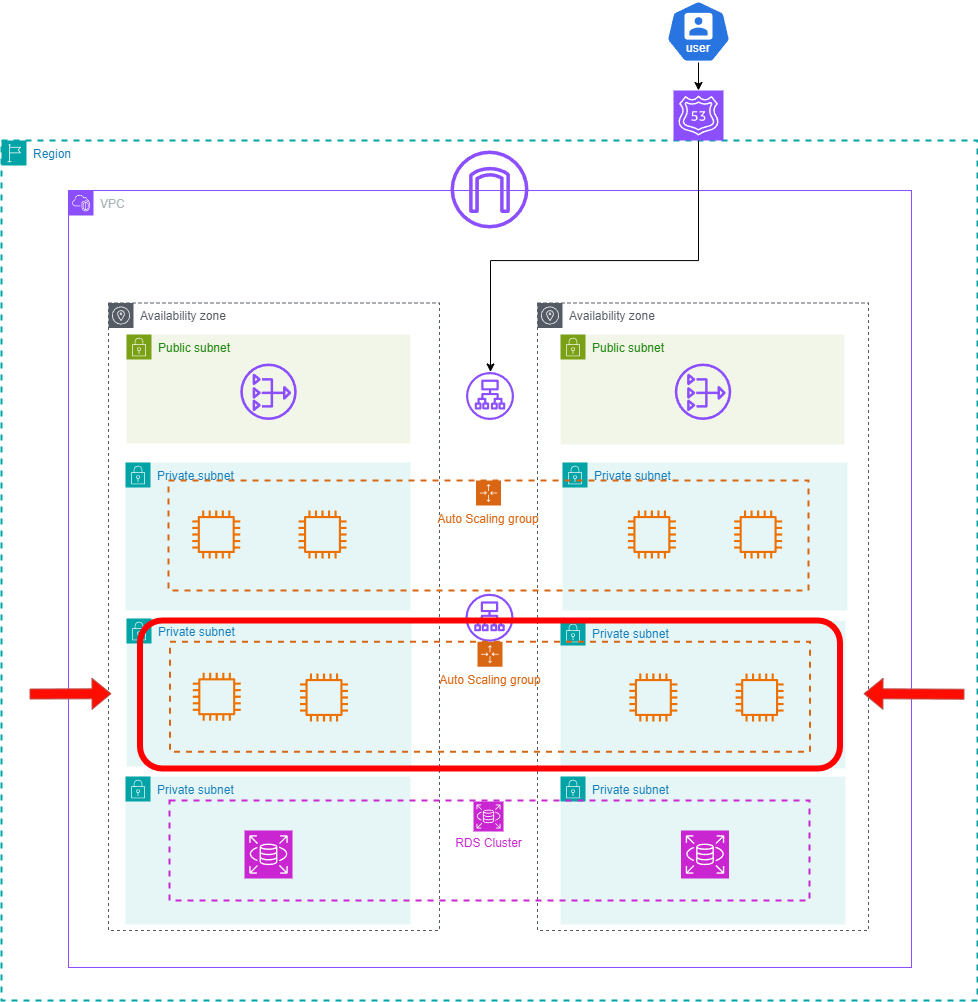 user
53
Region
VPC
Availability zone
Availability zone
Public subnet
Public subnet
Private subnet
Private subnet
Auto Scaling group
Private subnet
Private subnet
Auto Scaling group
Private subnet
Private subnet
RDS Cluster